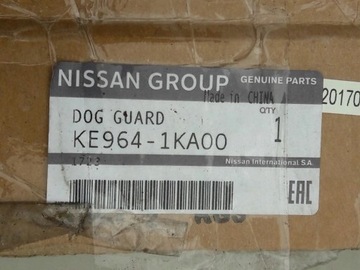 NISSAN GROUP GENUINE PARTS
Made in CHINA
20170
DOG GUARD
QTY
KE964-1KA00
1
Nissan International S.A.
EAC